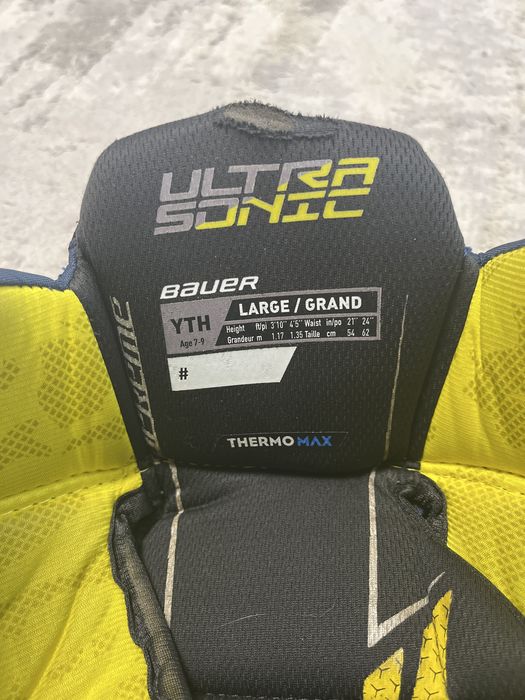 ULTRA
SONIC
BAUER
YTH
Age 7-9
LARGE / GRAND
Height ft/pi 3'10" 4'5" Waist in/po 21" 24"
Grandeur m 1.17 1.35 Taille cm 54 62
#
THERMO MAX